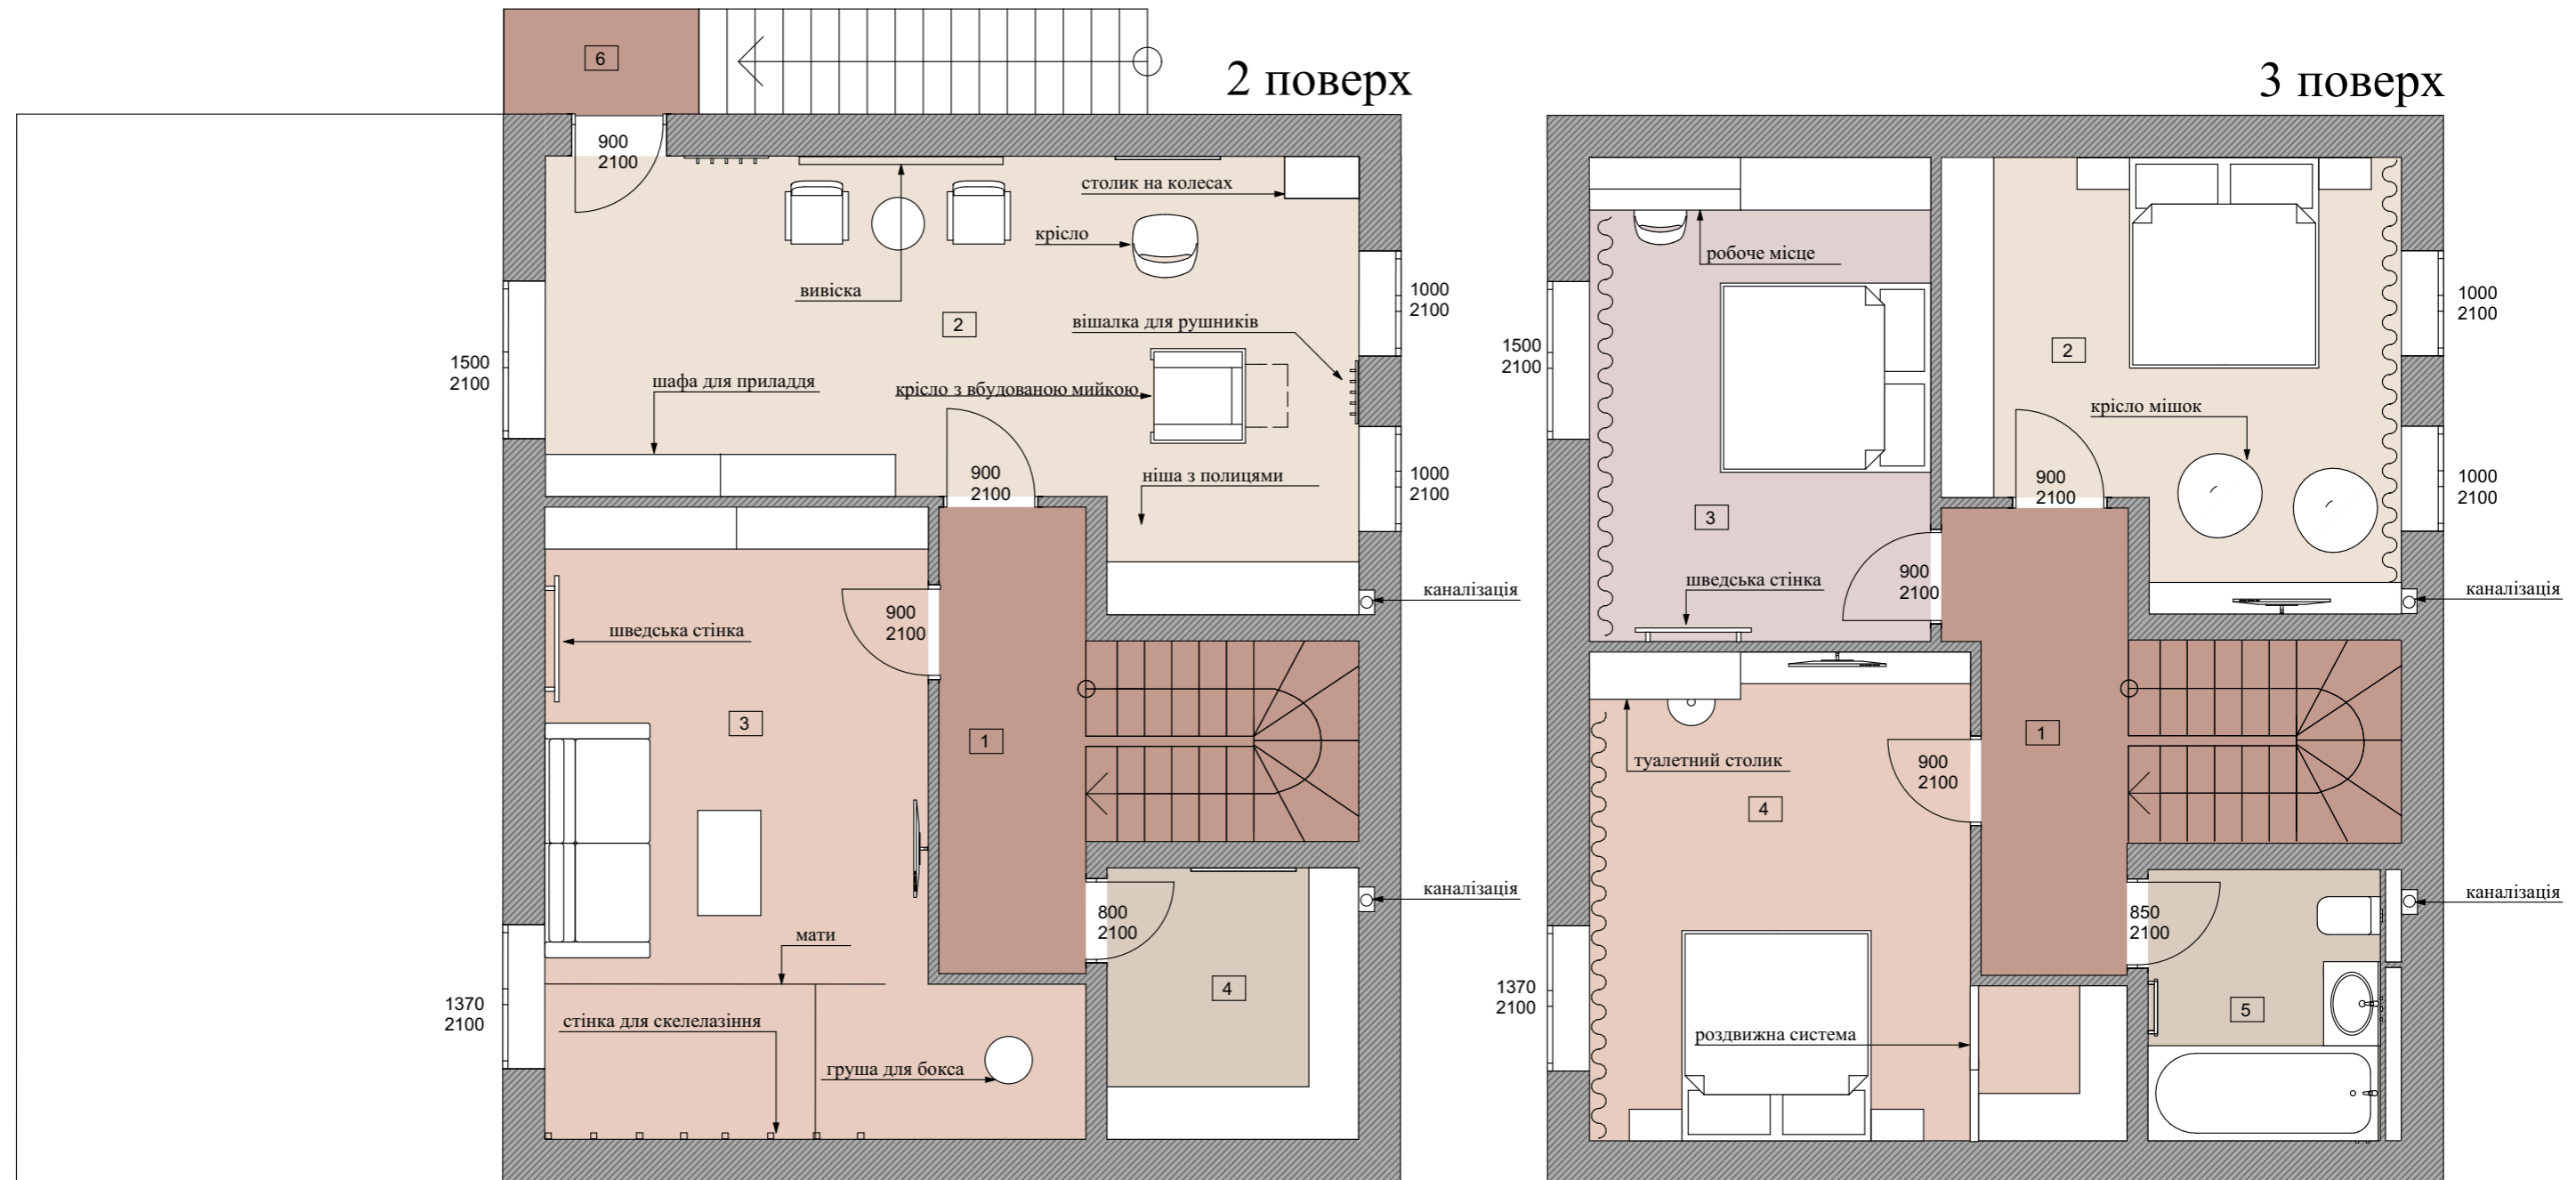 2 поверх
6
900
2100
столик на колесах
крісло
вивіска
2
1000
2100
вішалка для рушників
1500
2100
шафа для приладдя
крісло з вбудованою мийкою
900
2100
ніша з полицями
1000
2100
каналізація
900
2100
шведська стінка
3
1
каналізація
800
2100
мати
4
1370
2100
стінка для скелелазіння
груша для бокса
3 поверх
робоче місце
1000
2100
1500
2100
2
крісло мішок
900
2100
1000
2100
3
шведська стінка
900
2100
каналізація
1
туалетний столик
900
2100
4
каналізація
850
2100
1370
2100
5
роздвижна система